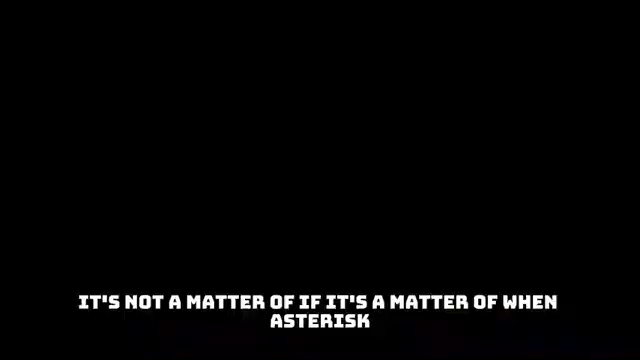 IT'S NOT A MATTER OF IF IT'S A MATTER OF WHEN
ASTERISK